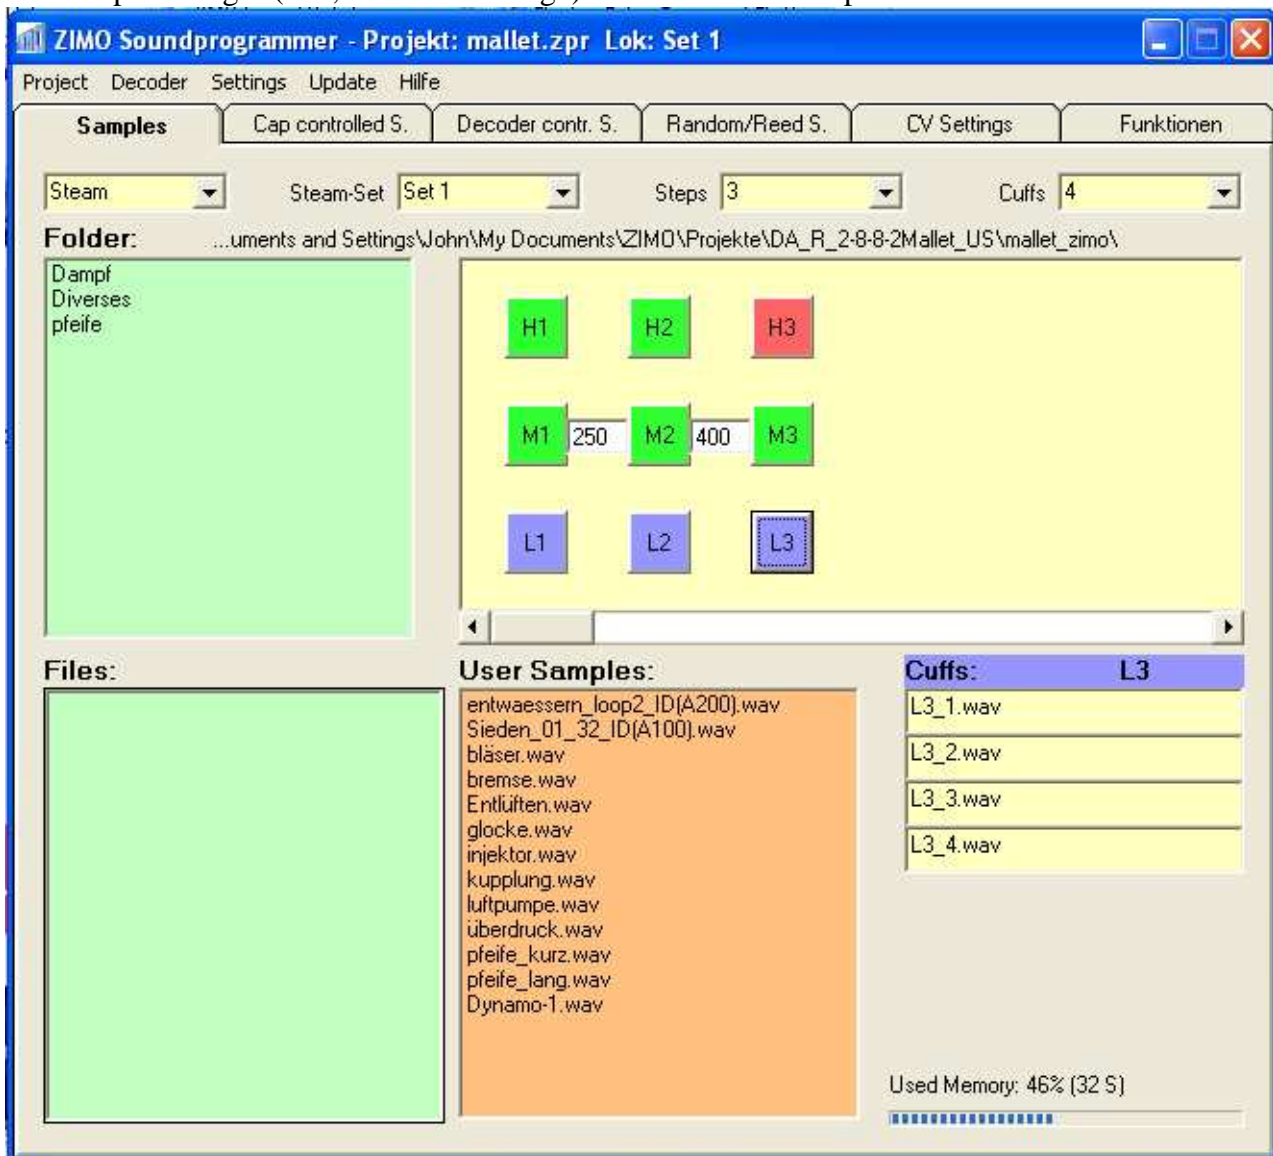 ZIMO Soundprogrammer - Projekt: mallet.zpr Lok: Set 1
Project Decoder Settings Update Hilfe
Samples Cap controlled S. Decoder contr. S. Random/Reed S. CV Settings Funktionen
Steam Steam-Set Set 1 Steps 3 Cuffs 4
Folder: ...uments and Settings\John\My Documents\ZIMO\Projekte\DA_R_2-8-8-2Mallet_US\mallet_zimo\
Dampf
Diverses
pfeife
H1 H2 H3
M1 250 M2 400 M3
L1 L2 L3
Files:
User Samples:
entwaessern_loop2_ID(A200).wav
Sieden_01_32_ID(A100).wav
bläser.wav
bremse.wav
Entlüften.wav
glocke.wav
injektor.wav
kupplung.wav
luftpumpe.wav
überdruck.wav
pfeife_kurz.wav
pfeife_lang.wav
Dynamo-1.wav
Cuffs: L3
L3_1.wav
L3_2.wav
L3_3.wav
L3_4.wav
Used Memory: 46% (32 S)